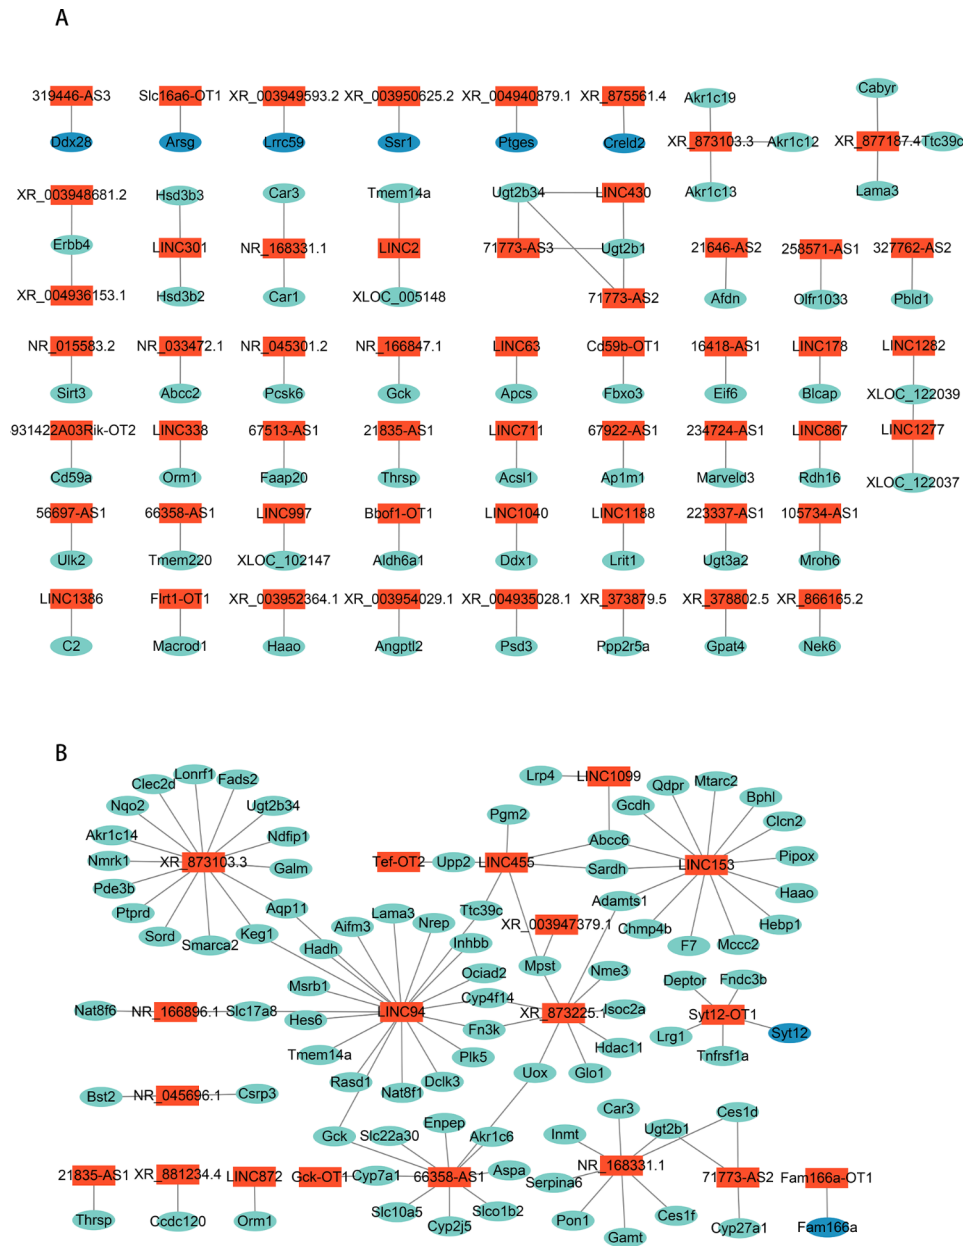 A
319446-AS3 Slc16a6-OT1 XR_003949593.2 XR_003950625.2 XR_004940879.1 XR_875561.4 Akr1c19 Cabyr
Ddx28 Arsg Lrrc59 Ssr1 Ptges Creld2 XR_873103.3 Akr1c12 XR_877187.4 Ttc39c
XR_003948681.2 Hsd3b3 Car3 Tmem14a Ugt2b34 LINC430 Akr1c13 Lama3
Erbb4 LINC301 NR_168331.1 LINC2 71773-AS3 Ugt2b1 21646-AS2 258571-AS1 327762-AS2
XR_004936153.1 Hsd3b2 Car1 XLOC_005148 71773-AS2 Afdn Olfr1033 Pbld1
NR_015583.2 NR_033472.1 NR_045301.2 NR_166847.1 LINC63 Cd59b-OT1 16418-AS1 LINC178 LINC1282
Sirt3 Abcc2 Pcsk6 Gck Apcs Fbxo3 Eif6 Blcap XLOC_122039
931422A03Rik-OT2 LINC338 67513-AS1 21835-AS1 LINC711 67922-AS1 234724-AS1 LINC867 LINC1277
Cd59a Orm1 Faap20 Thrsp Acsl1 Ap1m1 Marveld3 Rdh16 XLOC_122037
56697-AS1 66358-AS1 LINC997 Bbof1-OT1 LINC1040 LINC1188 223337-AS1 105734-AS1
Ulk2 Tmem220 XLOC_102147 Aldh6a1 Ddx1 Lrit1 Ugt3a2 Mroh6
LINC1386 Flrt1-OT1 XR_003952364.1 XR_003954029.1 XR_004935028.1 XR_373879.5 XR_378802.5 XR_866165.2
C2 Macrod1 Haao Angptl2 Psd3 Ppp2r5a Gpat4 Nek6
B
Lonrf1
Clec2d Fads2 Lrp4 LINC1099 Qdpr Mtarc2
Nqo2 Ugt2b34 Pgm2 Gcdh Bphl
Akr1c14 Ndfip1 Abcc6 Clcn2
Nmrk1 XR_873103.3 Galm Tef-OT2 Upp2 LINC455 Sardh LINC153 Pipox
Pde3b Haao
Ptprd Aqp11 Lama3 Ttc39c Adamts1
Sord Keg1 Aifm3 Nrep XR_003947379.1 Chmp4b Hebp1
Smarca2 Hadh Inhbb F7 Mccc2
Msrb1 Ociad2 Mpst Nme3 Deptor Fndc3b
Nat8f6 NR_166896.1 Slc17a8 Hes6 LINC94 Cyp4f14 XR_873225.1 Isoc2a Syt12-OT1
Tmem14a Fn3k Hdac11 Lrg1 Syt12
Rasd1 Plk5 Uox Glo1 Tnfrsf1a
Bst2 NR_045696.1 Csrp3 Nat8f1 Dclk3
Gck Slc22a30 Enpep Akr1c6 Inmt Car3 Ugt2b1 Ces1d
21835-AS1 XR_881234.4 LINC872 Gck-OT1 Cyp7a1 66358-AS1 Aspa Serpina6 NR_168331.1 71773-AS2 Fam166a-OT1
Thrsp Ccdc120 Orm1 Slc10a5 Cyp2j5 Slco1b2 Pon1 Gamt Ces1f Cyp27a1 Fam166a